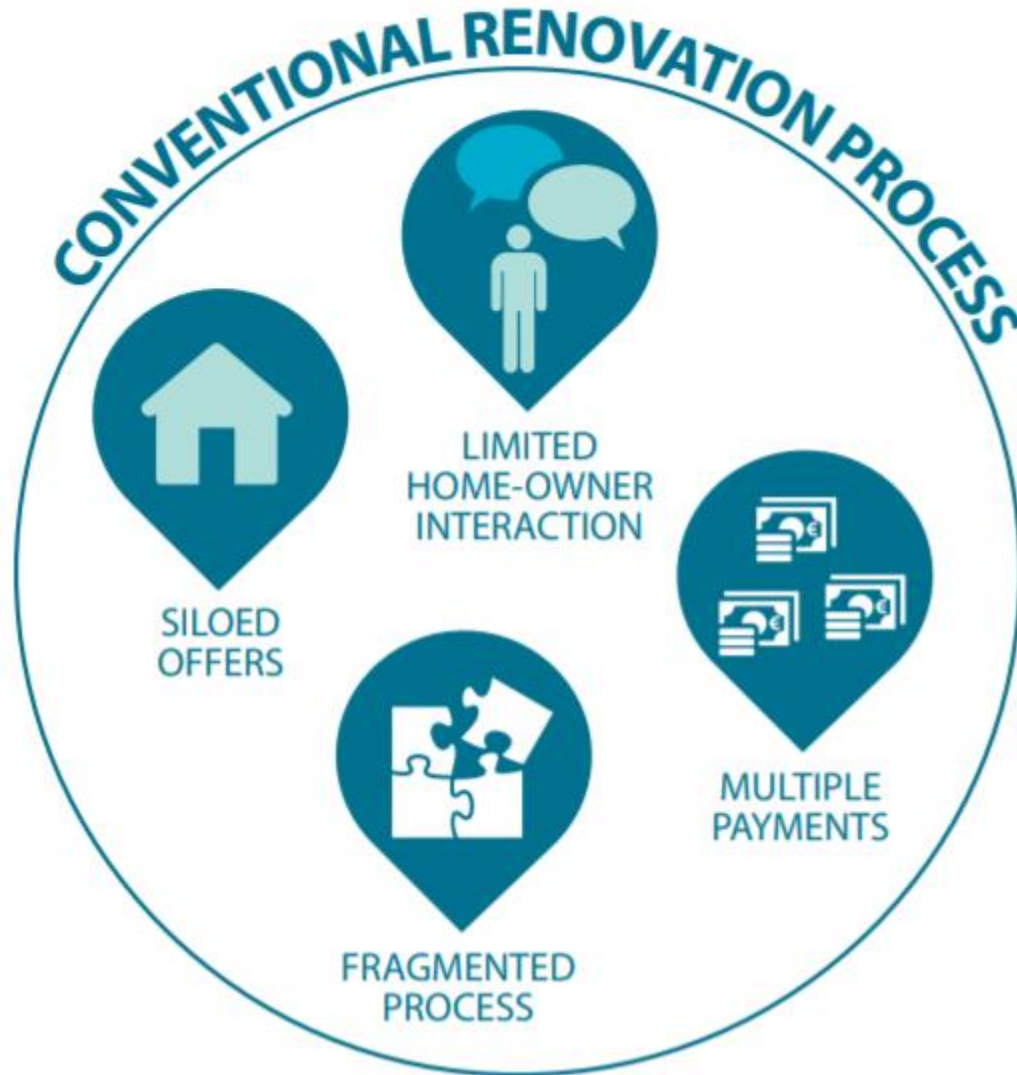 CONVENTIONAL RENOVATION PROCESS
LIMITED
HOME-OWNER
INTERACTION
SILOED
OFFERS
MULTIPLE
PAYMENTS
FRAGMENTED
PROCESS